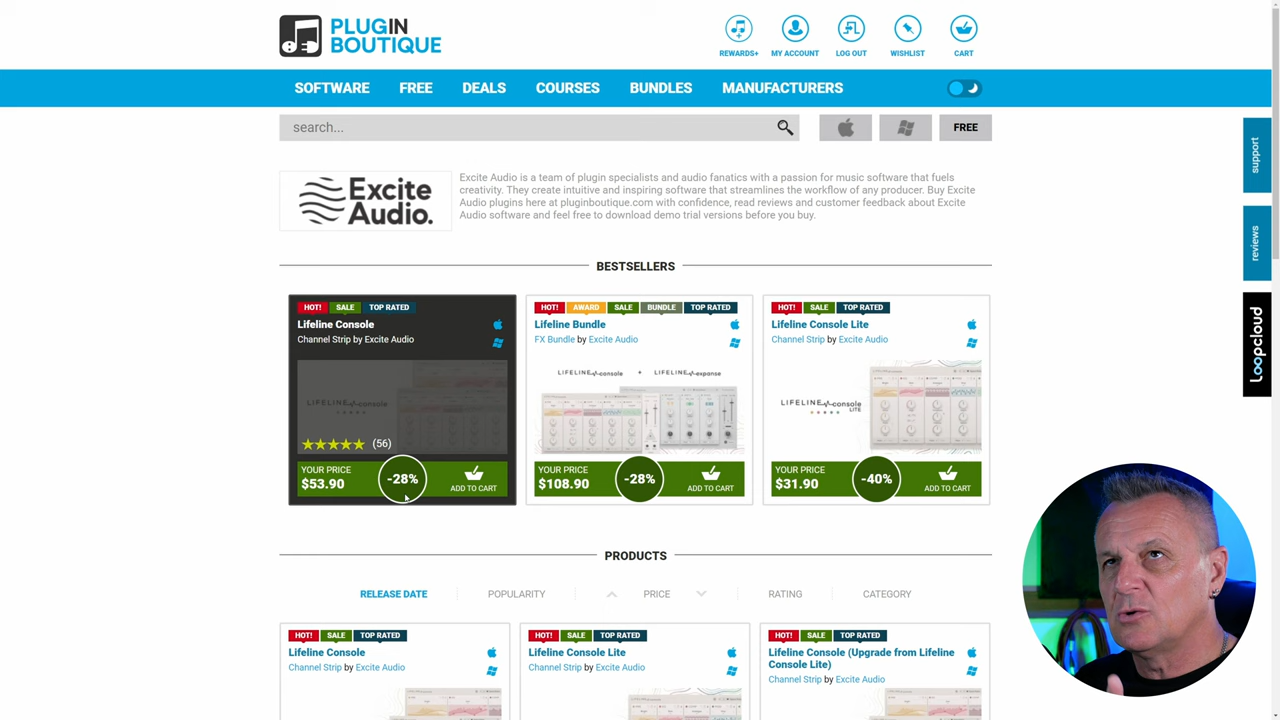 PLUGIN
BOUTIQUE
REWARDS+
MY ACCOUNT
LOG OUT
WISHLIST
CART
SOFTWARE
FREE
DEALS
COURSES
BUNDLES
MANUFACTURERS
search...
FREE
support
reviews
loopcloud
Excite
Audio.
Excite Audio is a team of plugin specialists and audio fanatics with a passion for music software that fuels
creativity. They create intuitive and inspiring software that streamlines the workflow of any producer. Buy Excite
Audio plugins here at pluginboutique.com with confidence, read reviews and customer feedback about Excite
Audio software and feel free to download demo trial versions before you buy.
BESTSELLERS
HOT! SALE TOP RATED
Lifeline Console
Channel Strip by Excite Audio
LIFELINE console
(56)
YOUR PRICE
$53.90
-28%
ADD TO CART
HOT! AWARD SALE BUNDLE TOP RATED
Lifeline Bundle
FX Bundle by Excite Audio
LIFELINE console + LIFELINE expanse
YOUR PRICE
$108.90
-28%
ADD TO CART
HOT! SALE TOP RATED
Lifeline Console Lite
Channel Strip by Excite Audio
LIFELINE console
LITE
YOUR PRICE
$31.90
-40%
ADD TO CART
PRODUCTS
RELEASE DATE
POPULARITY
PRICE
RATING
CATEGORY
HOT! SALE TOP RATED
Lifeline Console
Channel Strip by Excite Audio
HOT! SALE TOP RATED
Lifeline Console Lite
Channel Strip by Excite Audio
HOT! SALE TOP RATED
Lifeline Console (Upgrade from Lifeline
Console Lite)
Channel Strip by Excite Audio